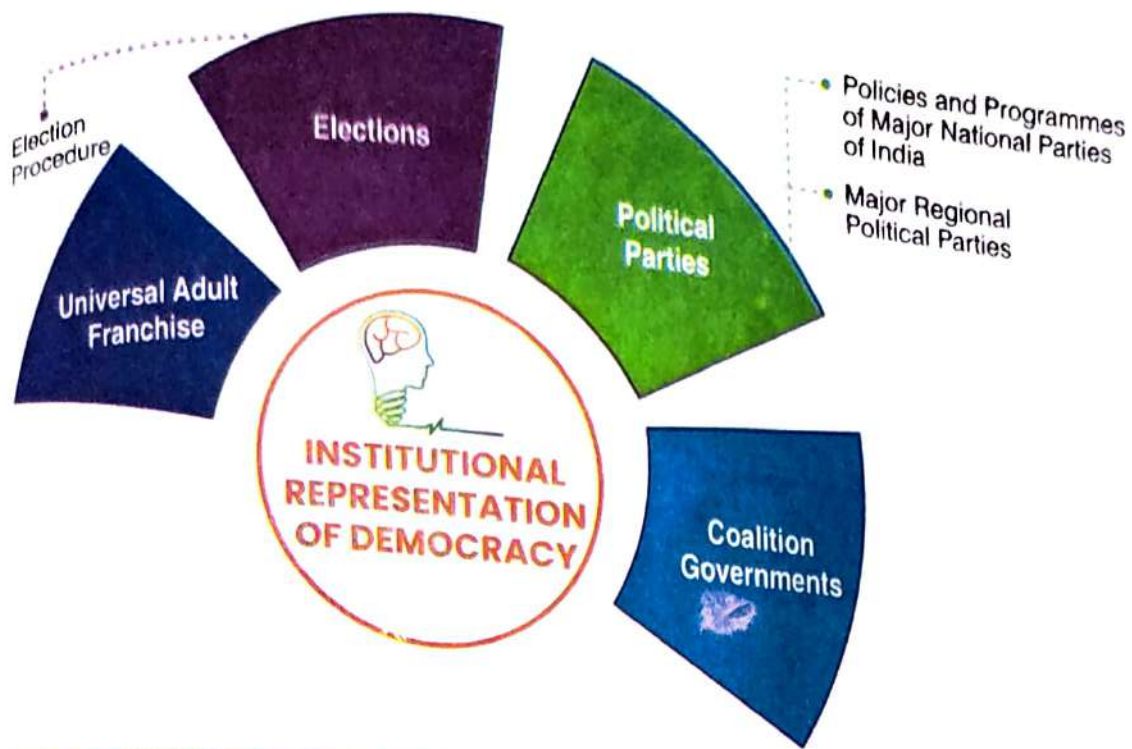 Election
Procedure
Elections
Universal Adult
Franchise
Political
Parties
Policies and Programmes
of Major National Parties
of India
Major Regional
Political Parties
INSTITUTIONAL
REPRESENTATION
OF DEMOCRACY
Coalition
Governments